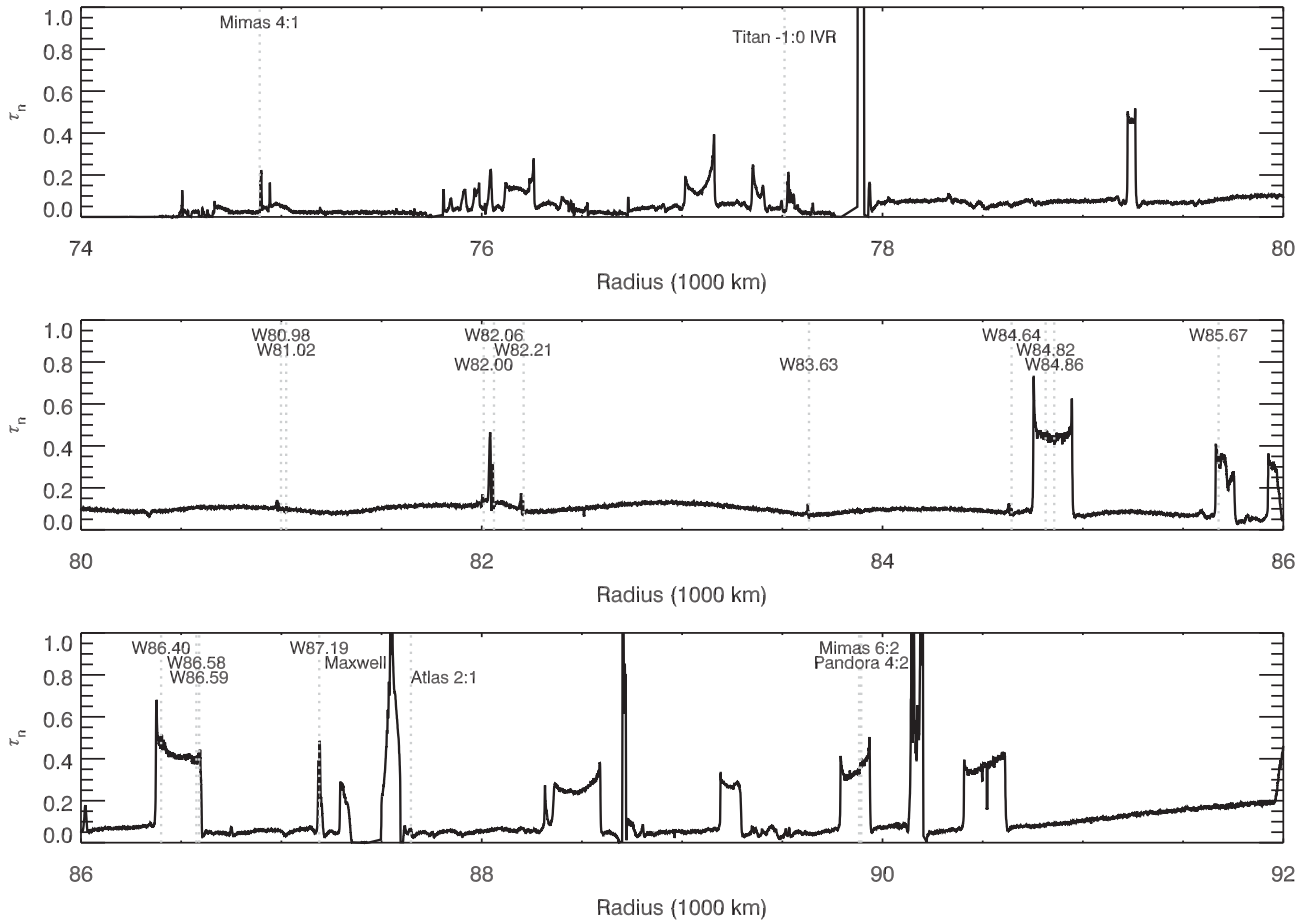 1.0
0.8
0.6
0.4
0.2
0.0
τn
Mimas 4:1
Titan -1:0 IVR
74 76 78 80
Radius (1000 km)
1.0
0.8
0.6
0.4
0.2
0.0
τn
W80.98 W82.06 W84.64 W85.67
W81.02 W82.21 W84.82
W82.00 W83.63 W84.86
80 82 84 86
Radius (1000 km)
1.0
0.8
0.6
0.4
0.2
0.0
τn
W86.40 W87.19 Mimas 6:2
W86.58 Maxwell Pandora 4:2
W86.59 Atlas 2:1
86 88 90 92
Radius (1000 km)